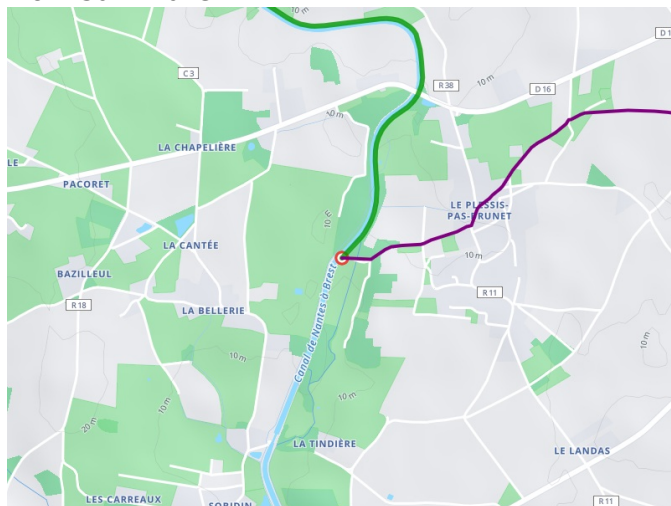 10 m
10 m
D 1
C 3
R 38
D 16
10 m
LA CHAPELIÈRE
LE
PACORET
LE PLESSIS-
PAS-BRUNET
10 m
LA CANTÉE
10 m
BAZILLEUL
Canal de Nantes à Brest
R 18
LA BELLERIE
R 11
10 m
10 m
10 m
10 m
20 m
LA TINDIÈRE
LE LANDAS
LES CARREAUX
R 11